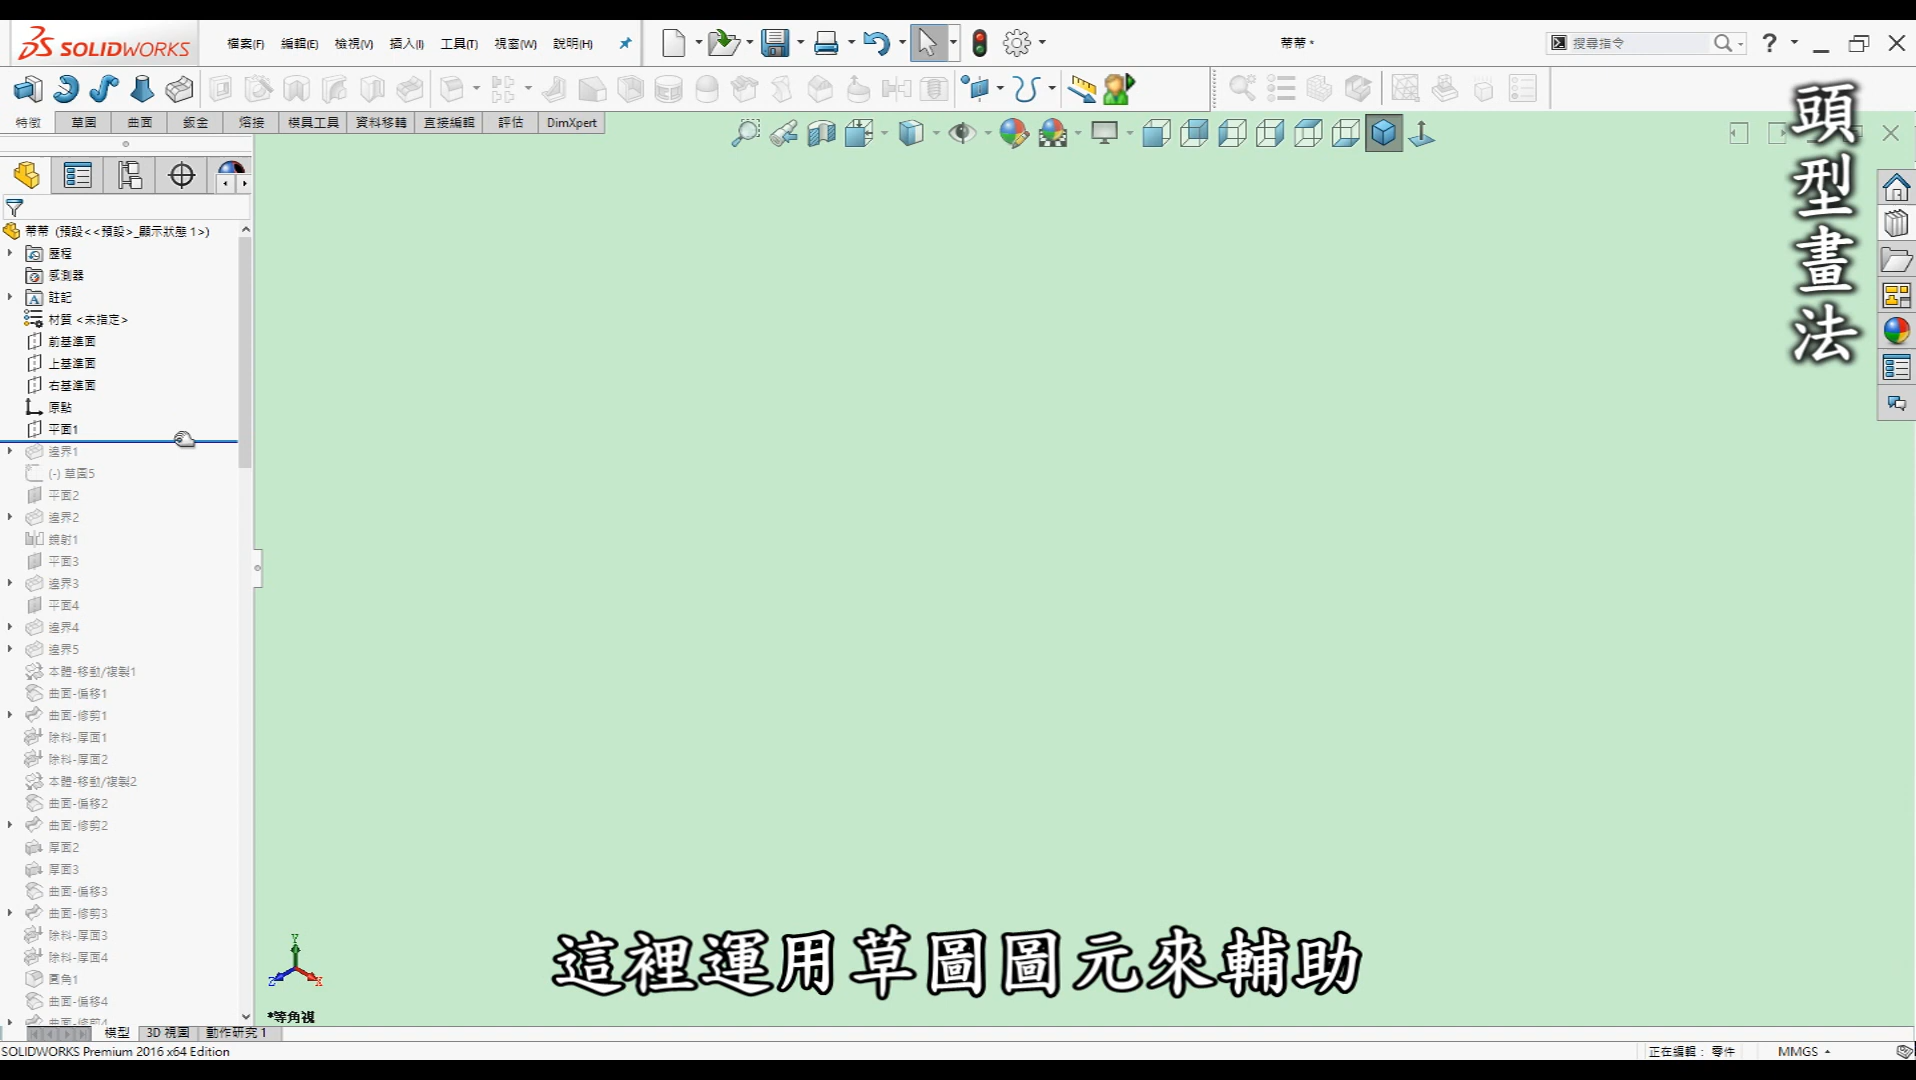 SOLIDWORKS
檔案(F) 編輯(E) 檢視(V) 插入(I) 工具(T) 視窗(W) 說明(H)
蒂蒂 *
搜尋指令
特徵 草圖 曲面 鈑金 熔接 模具工具 資料移轉 直接編輯 評估 DimXpert
頭型畫法
蒂蒂 (預設<<預設>_顯示狀態 1>)
歷程
感測器
註記
材質 <未指定>
前基準面
上基準面
右基準面
原點
平面1
邊界1
(-) 草圖5
平面2
邊界2
鏡射1
平面3
邊界3
平面4
邊界4
邊界5
本體-移動/複製1
曲面-偏移1
曲面-修剪1
除料-厚面1
除料-厚面2
本體-移動/複製2
曲面-偏移2
曲面-修剪2
厚面2
厚面3
曲面-偏移3
曲面-修剪3
除料-厚面3
除料-厚面4
圓角1
曲面-偏移4
曲面-修剪4
Y
Z
X
這裡運用草圖圖元來輔助
*等角視
模型 3D 視圖 動作研究 1
SOLIDWORKS Premium 2016 x64 Edition
正在編輯： 零件
MMGS